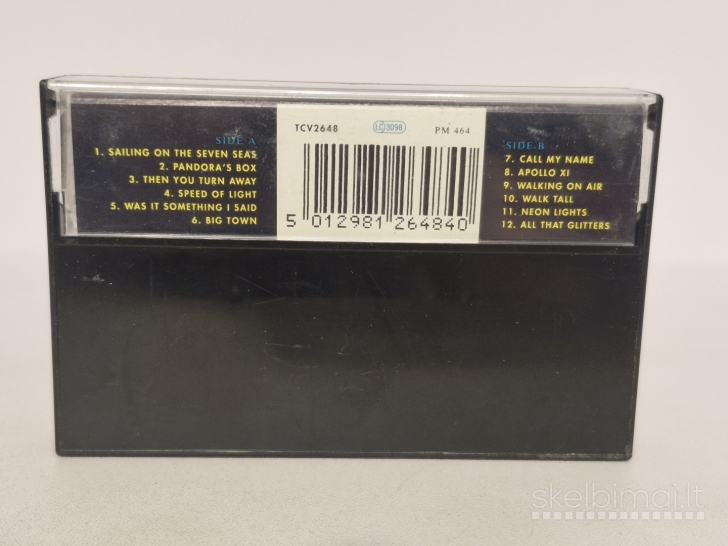 SIDE A
1. SAILING ON THE SEVEN SEAS
2. PANDORA'S BOX
3. THEN YOU TURN AWAY
4. SPEED OF LIGHT
5. WAS IT SOMETHING I SAID
6. BIG TOWN
TCV2648 LC 3098 PM 464
5 012981 264840
SIDE B
7. CALL MY NAME
8. APOLLO XI
9. WALKING ON AIR
10. WALK TALL
11. NEON LIGHTS
12. ALL THAT GLITTERS
skelbimai.lt